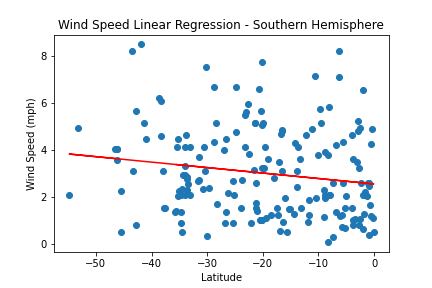 Wind Speed Linear Regression - Southern Hemisphere
Wind Speed (mph)
8
6
4
2
0
−50 −40 −30 −20 −10 0
Latitude